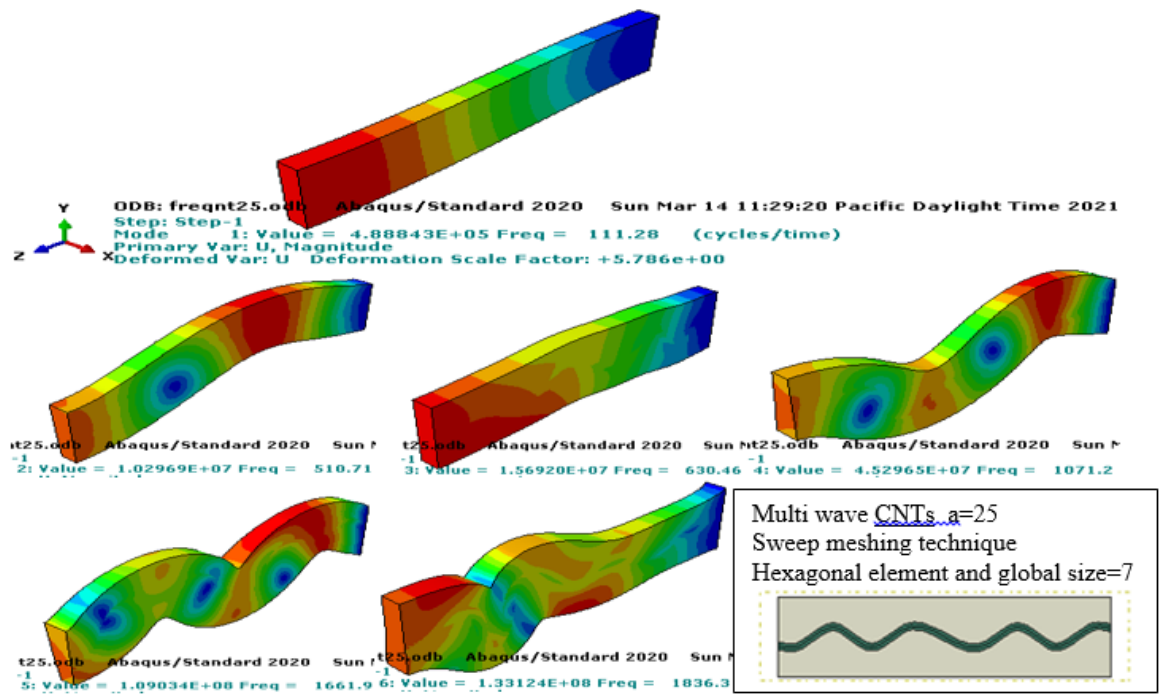 Y
Z
X
ODB: freqnt25.odb Abaqus/Standard 2020 Sun Mar 14 11:29:20 Pacific Daylight Time 2021
Step: Step-1
Mode 1: Value = 4.88843E+05 Freq = 111.28 (cycles/time)
Primary Var: U, Magnitude
Deformed Var: U Deformation Scale Factor: +5.786e+00
nt25.odb Abaqus/Standard 2020 Sun
-1
2: Value = 1.02969E+07 Freq = 510.71
t25.odb Abaqus/Standard 2020 Sun
-1
3: Value = 1.56920E+07 Freq = 630.46
nt25.odb Abaqus/Standard 2020 Sun
-1
4: Value = 4.52965E+07 Freq = 1071.2
t25.odb Abaqus/Standard 2020 Sun
-1
5: Value = 1.09034E+08 Freq = 1661.9
t25.odb Abaqus/Standard 2020 Sun
-1
6: Value = 1.33124E+08 Freq = 1836.3
Multi wave CNTs a=25
Sweep meshing technique
Hexagonal element and global size=7